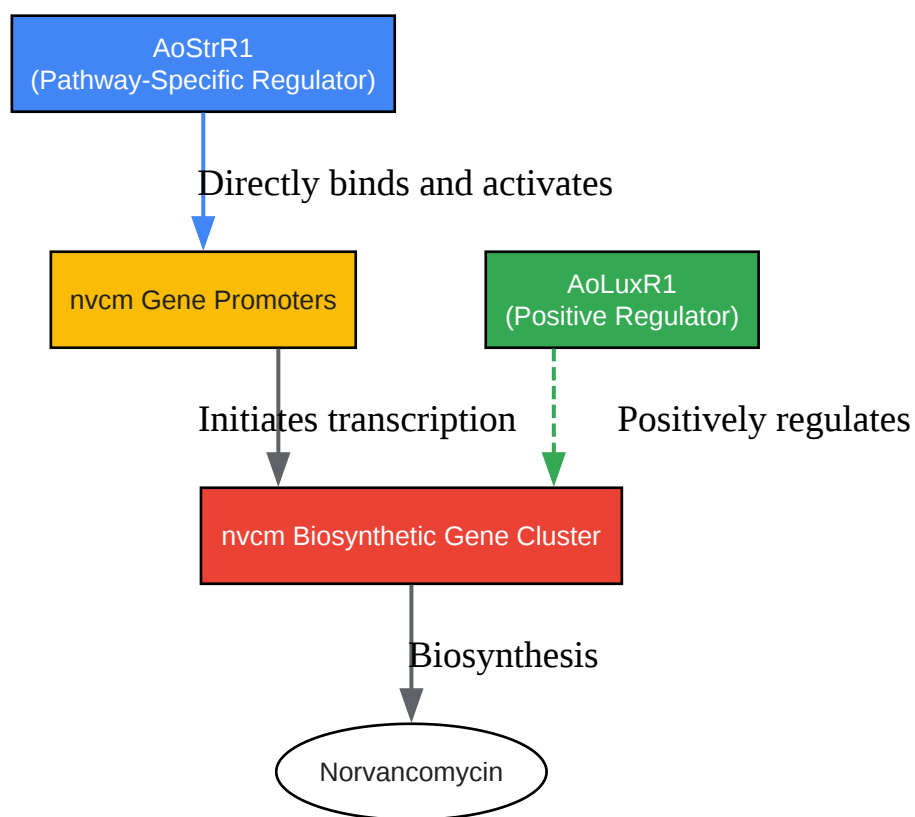 AoStrR1
(Pathway-Specific Regulator)
Directly binds and activates
nvcm Gene Promoters
AoLuxR1
(Positive Regulator)
Initiates transcription
Positively regulates
nvcm Biosynthetic Gene Cluster
Biosynthesis
Norvancomycin